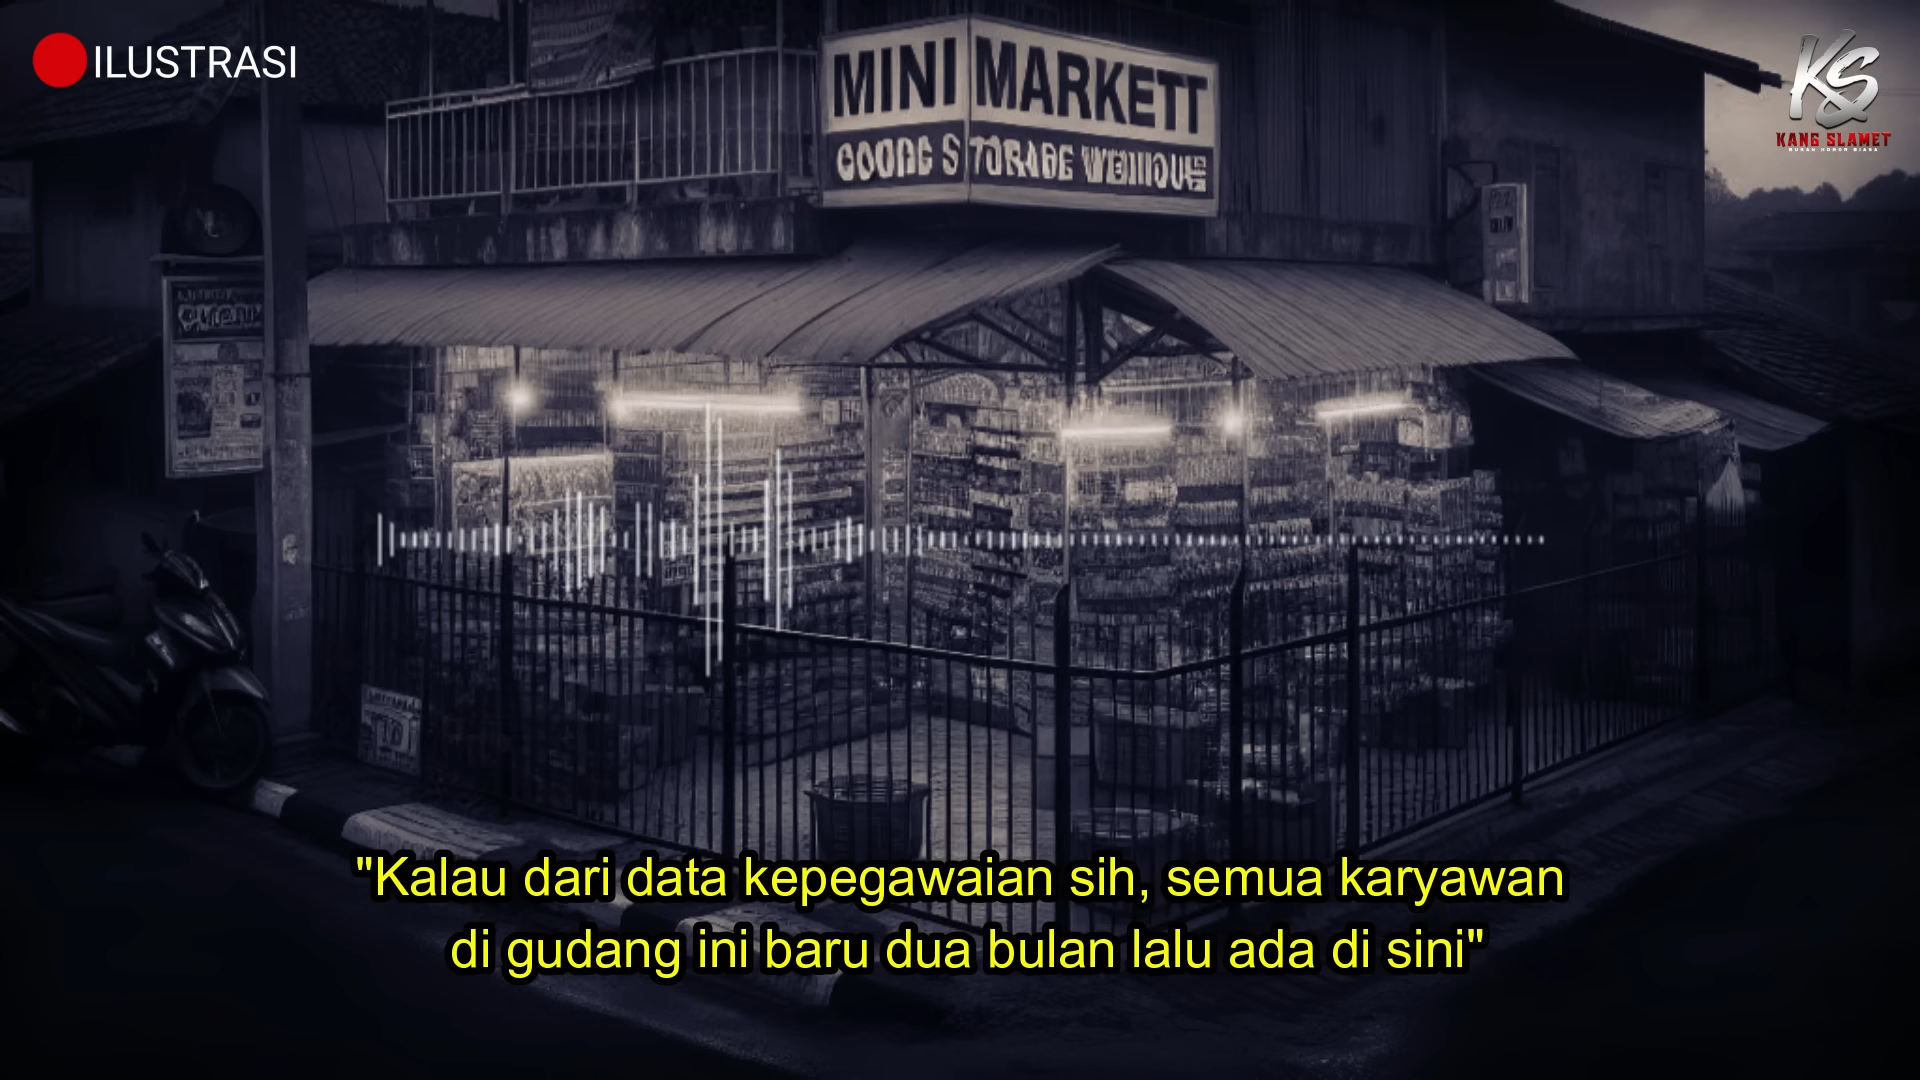 ILUSTRASI
KS
KANG SLAMET
MINI MARKETT
"Kalau dari data kepegawaian sih, semua karyawan
di gudang ini baru dua bulan lalu ada di sini"